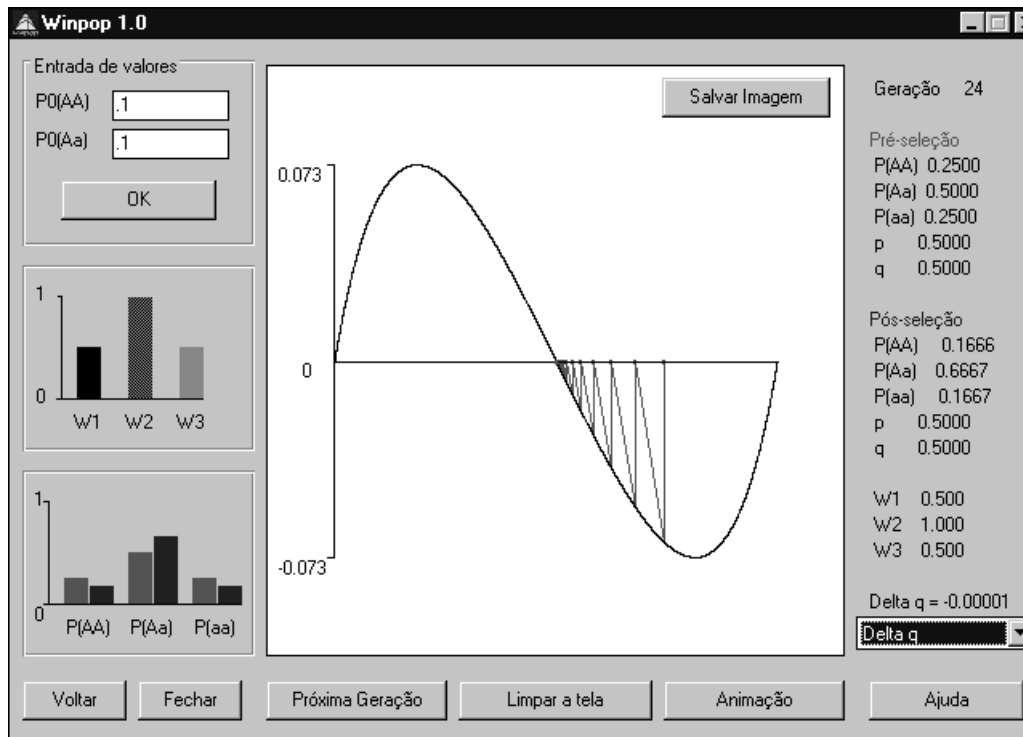 Winpop 1.0
Entrada de valores
P0(AA) .1
P0(Aa) .1
OK
1
0
W1 W2 W3
1
0
P(AA) P(Aa) P(aa)
Salvar Imagem
0.073
0
-0.073
Geração 24
Pré-seleção
P(AA) 0.2500
P(Aa) 0.5000
P(aa) 0.2500
p 0.5000
q 0.5000
Pós-seleção
P(AA) 0.1666
P(Aa) 0.6667
P(aa) 0.1667
p 0.5000
q 0.5000
W1 0.500
W2 1.000
W3 0.500
Delta q = -0.00001
Delta q
Voltar
Fechar
Próxima Geração
Limpar a tela
Animação
Ajuda